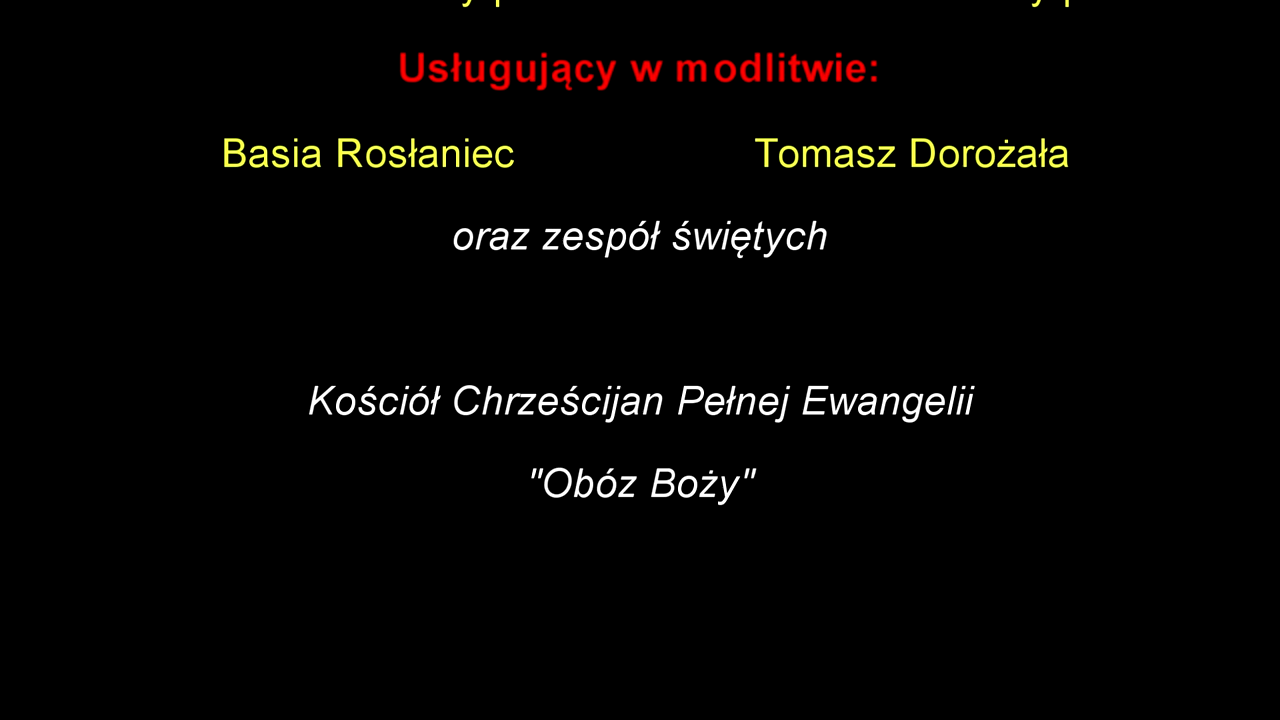 Usługujący w modlitwie:
Basia Rosłaniec Tomasz Dorożała
oraz zespół świętych
Kościół Chrześcijan Pełnej Ewangelii
"Obóz Boży"